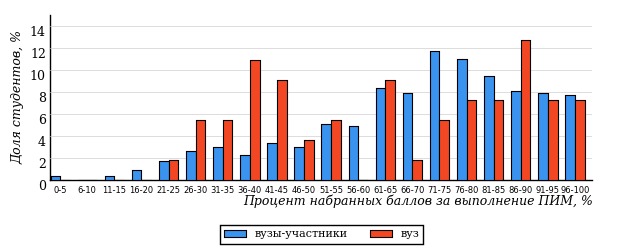 Доля студентов, %
14
12
10
8
6
4
2
0
0-5 6-10 11-15 16-20 21-25 26-30 31-35 36-40 41-45 46-50 51-55 56-60 61-65 66-70 71-75 76-80 81-85 86-90 91-95 96-100
Процент набранных баллов за выполнение ПИМ, %
вузы-участники вуз